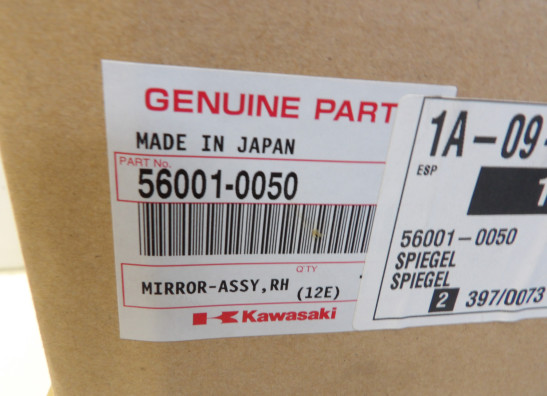 GENUINE PART
MADE IN JAPAN
PART No.
56001-0050
QTY
MIRROR-ASSY,RH (12E)
Kawasaki
1A-09
ESP
1
56001-0050
SPIEGEL
SPIEGEL
2 397/0073